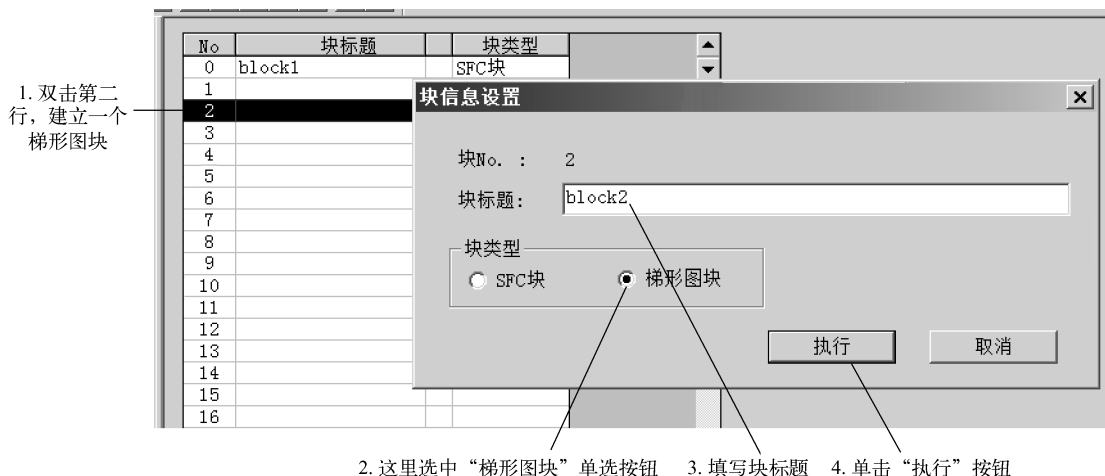 No 块标题 块类型
0 block1 SFC块
1
2
3
4
5
6
7
8
9
10
11
12
13
14
15
16
1. 双击第二
行，建立一个
梯形图块
块信息设置
块No. : 2
块标题: block2
块类型
SFC块 梯形图块
执行 取消
2. 这里选中“梯形图块”单选按钮 3. 填写块标题 4. 单击“执行”按钮